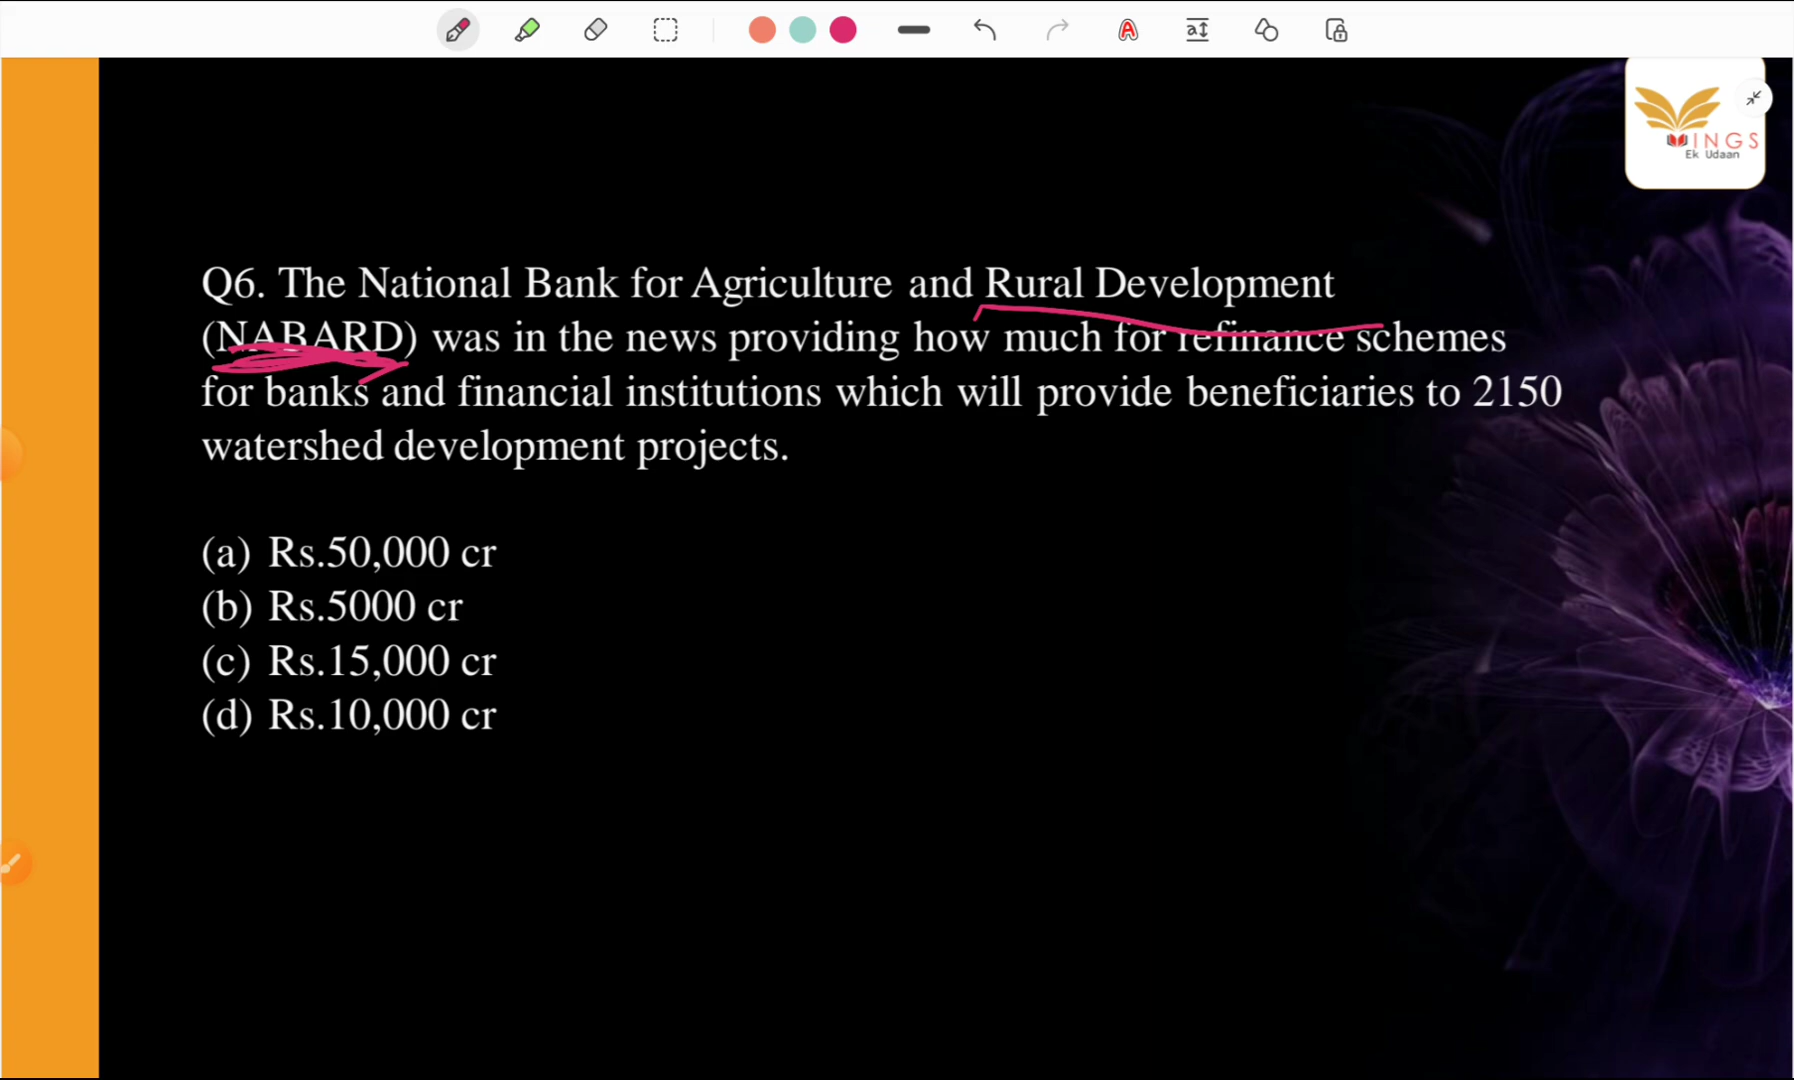 WINGS
Ek Udaan
Q6. The National Bank for Agriculture and Rural Development
(NABARD) was in the news providing how much for refinance schemes
for banks and financial institutions which will provide beneficiaries to 2150
watershed development projects.
(a) Rs.50,000 cr
(b) Rs.5000 cr
(c) Rs.15,000 cr
(d) Rs.10,000 cr